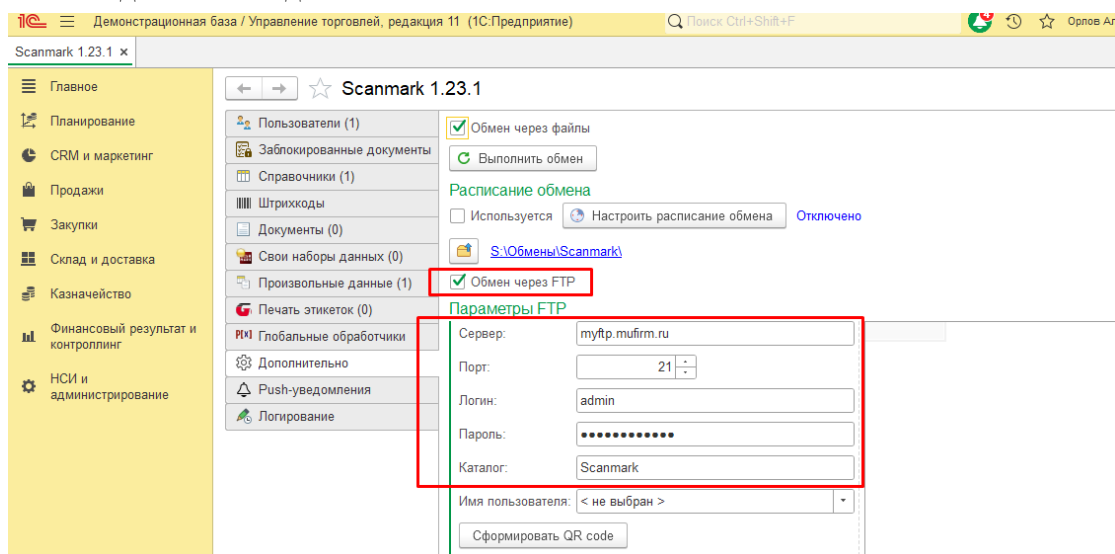 1С Демонстрационная база / Управление торговлей, редакция 11 (1С:Предприятие) Поиск Ctrl+Shift+F 4 Орлов Ал
Scanmark 1.23.1 ×
Главное
Планирование
CRM и маркетинг
Продажи
Закупки
Склад и доставка
Казначейство
Финансовый результат и
контроллинг
НСИ и
администрирование
Scanmark 1.23.1
Пользователи (1)
Заблокированные документы
Справочники (1)
Штрихкоды
Документы (0)
Свои наборы данных (0)
Произвольные данные (1)
Печать этикеток (0)
P[X] Глобальные обработчики
Дополнительно
Push-уведомления
Логирование
Обмен через файлы
Выполнить обмен
Расписание обмена
Используется Настроить расписание обмена Отключено
S:\Обмены\Scanmark\
Обмен через FTP
Параметры FTP
Сервер: myftp.mufirm.ru
Порт: 21
Логин: admin
Пароль: ●●●●●●●●●●●●
Каталог: Scanmark
Имя пользователя: < не выбран >
Сформировать QR code